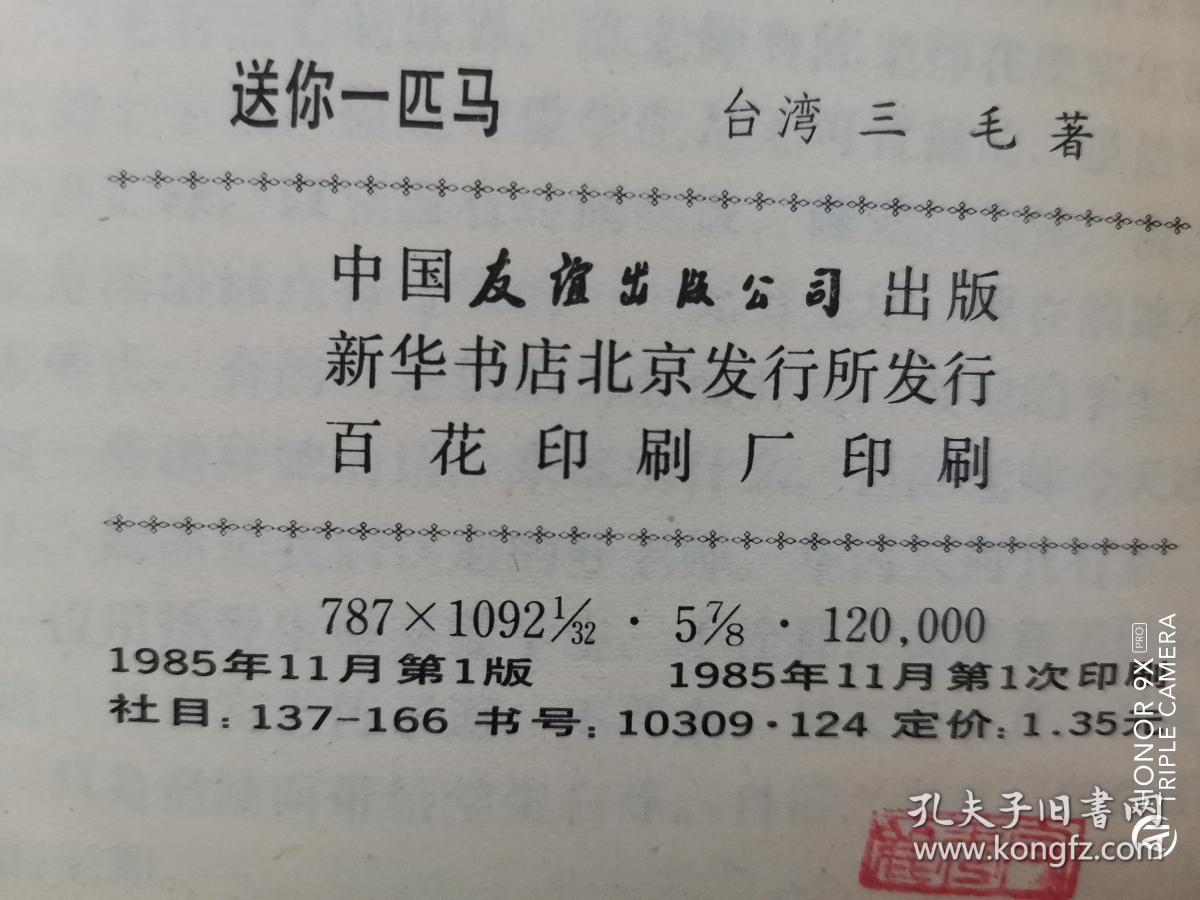 送你一匹马 台湾 三 毛 著
中国友谊出版公司 出版
新华书店北京发行所发行
百花印刷厂印刷
787×1092 1/32 · 5 7/8 · 120,000
1985年11月第1版 1985年11月第1次印刷
社目：137-166 书号：10309·124 定价：1.35元
HONOR 9X PRO
TRIPLE CAMERA
AI
孔夫子旧書网
www.kongfz.com